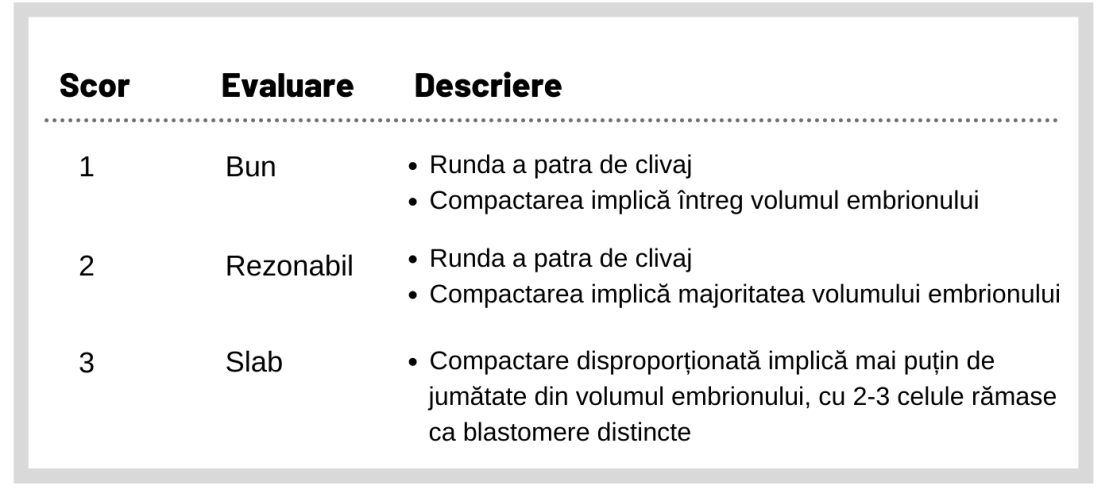 Scor Evaluare Descriere
1 Bun • Runda a patra de clivaj
• Compactarea implică întreg volumul embrionului
2 Rezonabil • Runda a patra de clivaj
• Compactarea implică majoritatea volumului embrionului
3 Slab • Compactare disproporționată implică mai puțin de
jumătate din volumul embrionului, cu 2-3 celule rămase
ca blastomere distincte